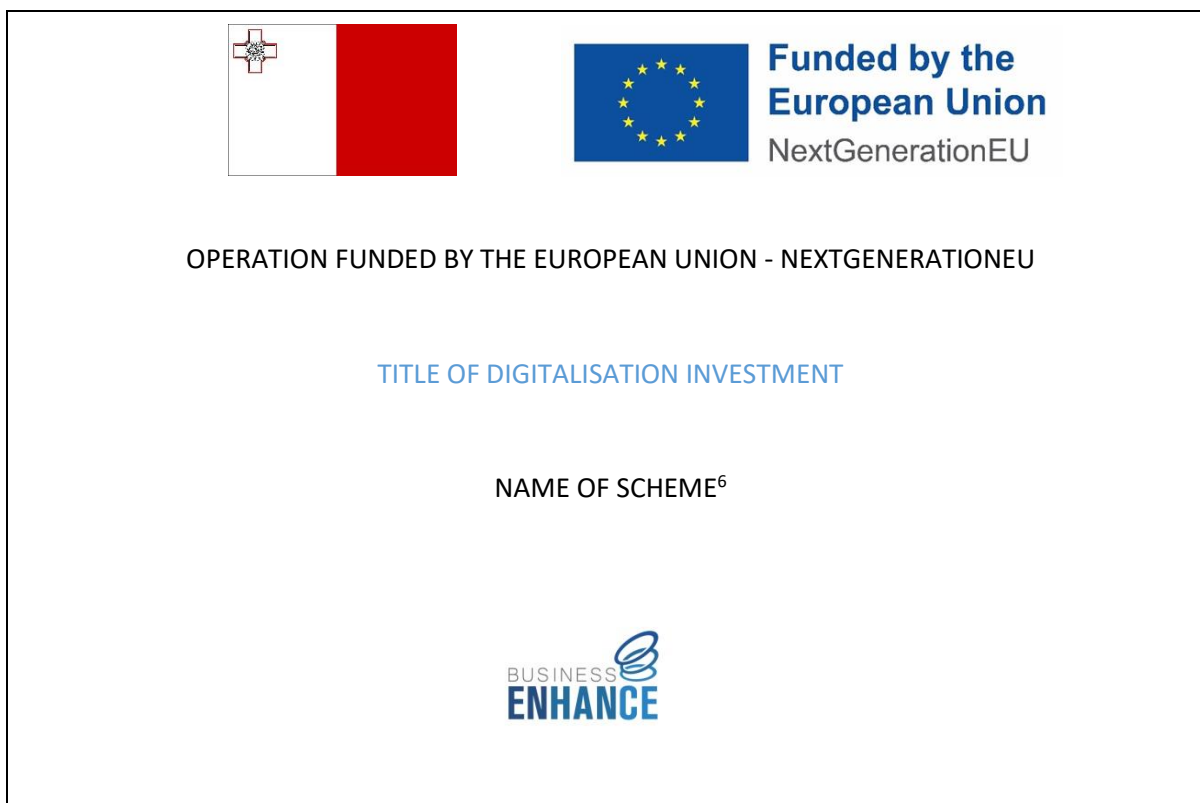 Funded by the
European Union
NextGenerationEU
OPERATION FUNDED BY THE EUROPEAN UNION - NEXTGENERATIONEU
TITLE OF DIGITALISATION INVESTMENT
NAME OF SCHEME⁶
BUSINESS
ENHANCE